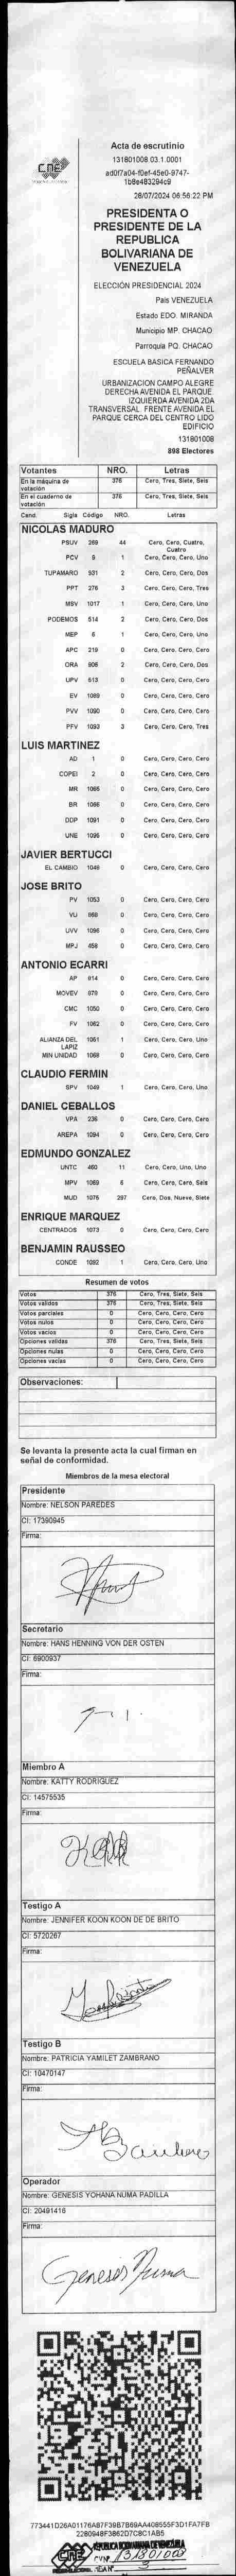 CNE
Acta de escrutinio
131801008.03.1.0001
ad0f7a04-f0ef-45e0-9747-
1b8e483294c9
28/07/2024 06:56:22 PM
PRESIDENTA O
PRESIDENTE DE LA
REPUBLICA
BOLIVARIANA DE
VENEZUELA
ELECCIÓN PRESIDENCIAL 2024
País VENEZUELA
Estado EDO. MIRANDA
Municipio MP. CHACAO
Parroquia PQ. CHACAO
ESCUELA BASICA FERNANDO
PEÑALVER
URBANIZACION CAMPO ALEGRE
DERECHA AVENIDA EL PARQUE
IZQUIERDA AVENIDA 2DA
TRANSVERSAL. FRENTE AVENIDA EL
PARQUE CERCA DEL CENTRO LIDO
EDIFICIO
131801008
898 Electores
Votantes NRO. Letras
En la máquina de votación 376 Cero, Tres, Siete, Seis
En el cuaderno de votación 376 Cero, Tres, Siete, Seis
Cand. Sigla Código NRO. Letras
NICOLAS MADURO
PSUV 269 44 Cero, Cero, Cuatro, Cuatro
PCV 9 1 Cero, Cero, Cero, Uno
TUPAMARO 931 2 Cero, Cero, Cero, Dos
PPT 276 3 Cero, Cero, Cero, Tres
MSV 1017 1 Cero, Cero, Cero, Uno
PODEMOS 514 2 Cero, Cero, Cero, Dos
MEP 6 1 Cero, Cero, Cero, Uno
APC 219 0 Cero, Cero, Cero, Cero
ORA 906 2 Cero, Cero, Cero, Dos
UPV 513 0 Cero, Cero, Cero, Cero
EV 1089 0 Cero, Cero, Cero, Cero
PVV 1090 0 Cero, Cero, Cero, Cero
PFV 1093 3 Cero, Cero, Cero, Tres
LUIS MARTINEZ
AD 1 0 Cero, Cero, Cero, Cero
COPEI 2 0 Cero, Cero, Cero, Cero
MR 1065 0 Cero, Cero, Cero, Cero
BR 1066 0 Cero, Cero, Cero, Cero
DDP 1091 0 Cero, Cero, Cero, Cero
UNE 1095 0 Cero, Cero, Cero, Cero
JAVIER BERTUCCI
EL CAMBIO 1046 0 Cero, Cero, Cero, Cero
JOSE BRITO
PV 1053 0 Cero, Cero, Cero, Cero
VU 868 0 Cero, Cero, Cero, Cero
UVV 1096 0 Cero, Cero, Cero, Cero
MPJ 458 0 Cero, Cero, Cero, Cero
ANTONIO ECARRI
AP 914 0 Cero, Cero, Cero, Cero
MOVEV 970 0 Cero, Cero, Cero, Cero
CMC 1050 0 Cero, Cero, Cero, Cero
FV 1062 0 Cero, Cero, Cero, Cero
ALIANZA DEL LAPIZ 1061 1 Cero, Cero, Cero, Uno
MIN UNIDAD 1068 0 Cero, Cero, Cero, Cero
CLAUDIO FERMIN
SPV 1049 1 Cero, Cero, Cero, Uno
DANIEL CEBALLOS
VPA 236 0 Cero, Cero, Cero, Cero
AREPA 1094 0 Cero, Cero, Cero, Cero
EDMUNDO GONZALEZ
UNTC 460 11 Cero, Cero, Uno, Uno
MPV 1069 6 Cero, Cero, Cero, Seis
MUD 1075 297 Cero, Dos, Nueve, Siete
ENRIQUE MARQUEZ
CENTRADOS 1073 0 Cero, Cero, Cero, Cero
BENJAMIN RAUSSEO
CONDE 1092 1 Cero, Cero, Cero, Uno
Resumen de votos
Votos 376 Cero, Tres, Siete, Seis
Votos válidos 376 Cero, Tres, Siete, Seis
Votos parciales 0 Cero, Cero, Cero, Cero
Votos nulos 0 Cero, Cero, Cero, Cero
Votos vacíos 0 Cero, Cero, Cero, Cero
Opciones válidas 376 Cero, Tres, Siete, Seis
Opciones nulas 0 Cero, Cero, Cero, Cero
Opciones vacías 0 Cero, Cero, Cero, Cero
Observaciones:
Se levanta la presente acta la cual firman en
señal de conformidad.
Miembros de la mesa electoral
Presidente
Nombre: NELSON PAREDES
CI: 17390945
Firma:
Secretario
Nombre: HANS HENNING VON DER OSTEN
CI: 6900937
Firma:
Miembro A
Nombre: KATTY RODRIGUEZ
CI: 14575535
Firma:
Testigo A
Nombre: JENNIFER KOON KOON DE DE BRITO
CI: 5720267
Firma:
Testigo B
Nombre: PATRICIA YAMILET ZAMBRANO
CI: 10470147
Firma:
Operador
Nombre: GENESIS YOHANA NUMA PADILLA
CI: 20491416
Firma:
Genesis Numa
773441D26A01176AB7F39B7B69AA408555F3D1FA7FB
2280948F3862D7C8C1AB5
CNE REPUBLICA BOLIVARIANA DE VENEZUELA
131801008
3